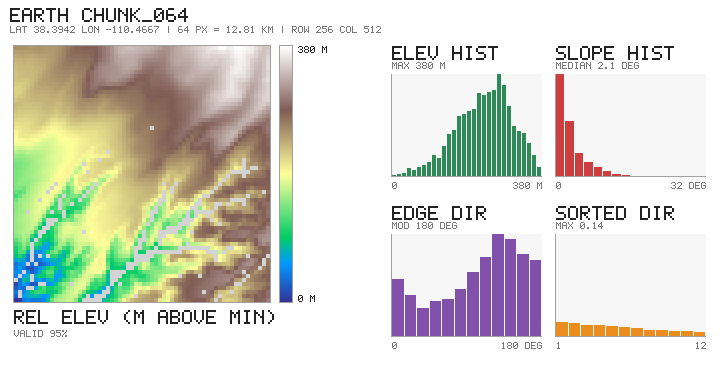 EARTH CHUNK_064
LAT 38.3942 LON -110.4667 | 64 PX = 12.81 KM | ROW 256 COL 512
380 M
0 M
REL ELEV (M ABOVE MIN)
VALID 95%
ELEV HIST
MAX 380 M
0 380 M
SLOPE HIST
MEDIAN 2.1 DEG
0 32 DEG
EDGE DIR
MOD 180 DEG
0 180 DEG
SORTED DIR
MAX 0.14
1 12